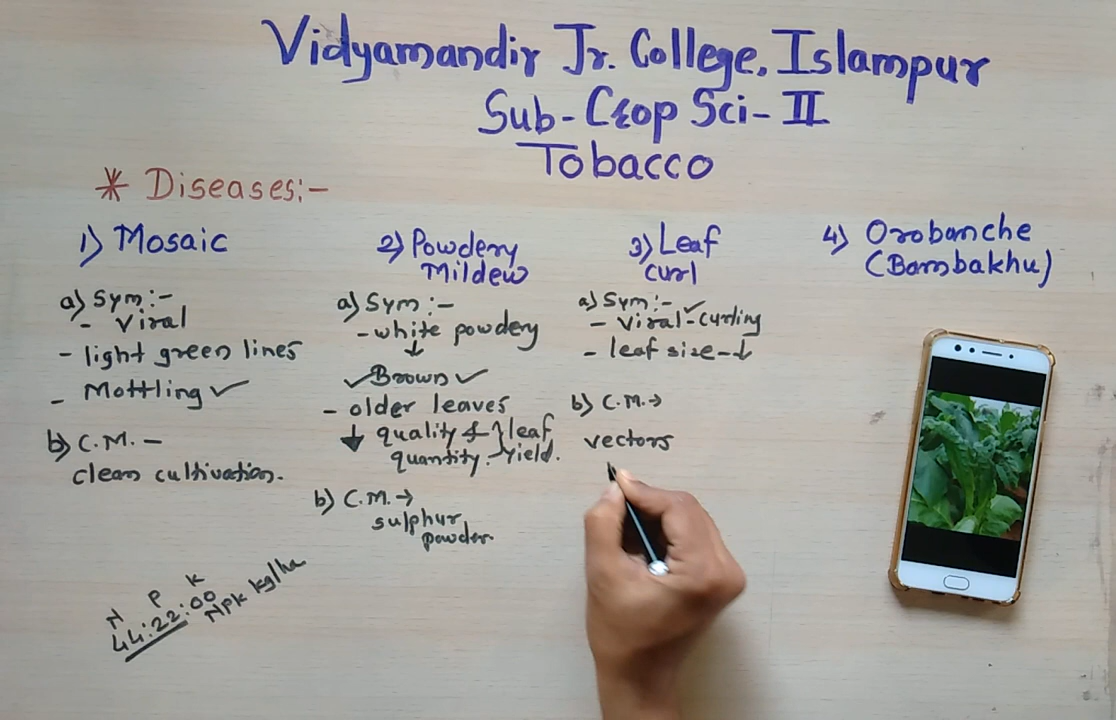 Vidyamandir Jr. College, Islampur
Sub-Crop Sci-II
Tobacco
* Diseases:-
1) Mosaic
a) Sym:-
- Viral
- light green lines
- Mottling ✓
b) C.M. -
clean cultivation.
N P K
44:22:00
NPK kg/ha
2) Powdery
Mildew
a) Sym:-
- white powdery
↓
✓ Brown ✓
- older leaves
↓ quality & } leaf
quantity. } yield.
b) C.M. →
sulphur
powder.
3) Leaf
curl
a) Sym:- ✓
- Viral - curling
- leaf size - ↓
b) C.M. →
vectors
4) Orobanche
(Bambakhu)